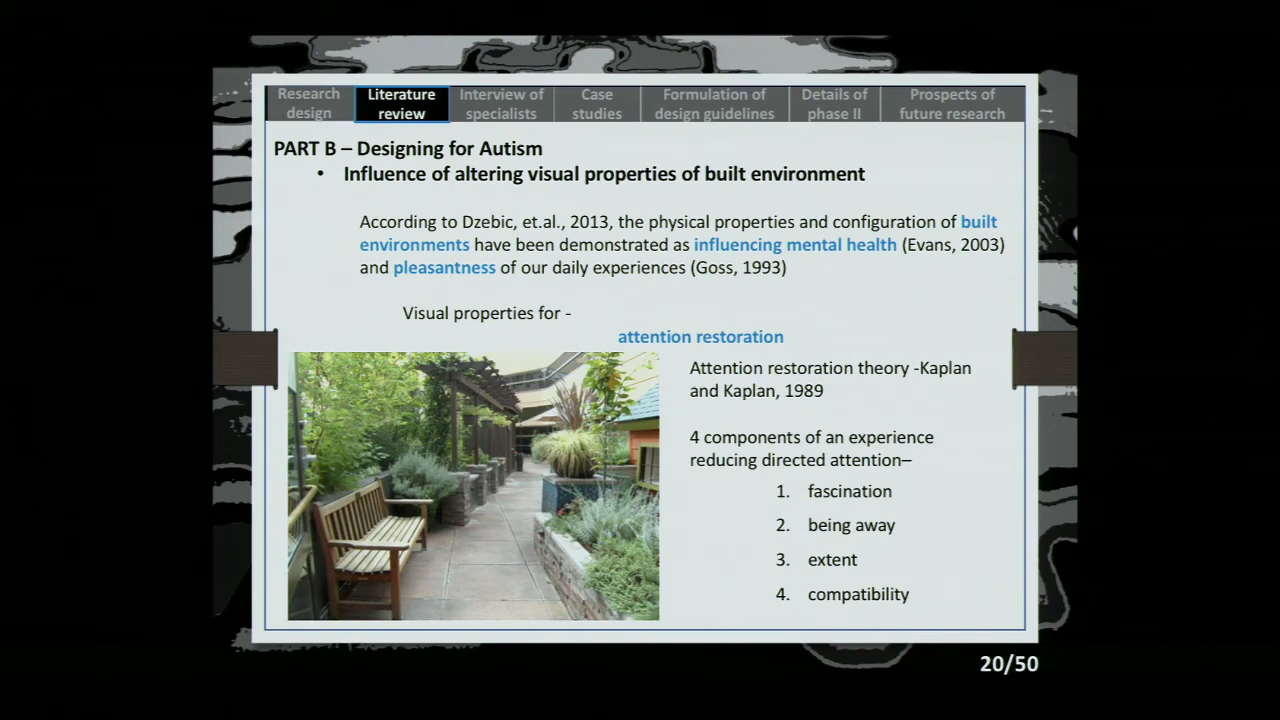 Research design
Literature review
Interview of specialists
Case studies
Formulation of design guidelines
Details of phase II
Prospects of future research
PART B – Designing for Autism
• Influence of altering visual properties of built environment
According to Dzebic, et.al., 2013, the physical properties and configuration of built
environments have been demonstrated as influencing mental health (Evans, 2003)
and pleasantness of our daily experiences (Goss, 1993)
Visual properties for -
attention restoration
Attention restoration theory -Kaplan
and Kaplan, 1989
4 components of an experience
reducing directed attention–
1. fascination
2. being away
3. extent
4. compatibility
20/50